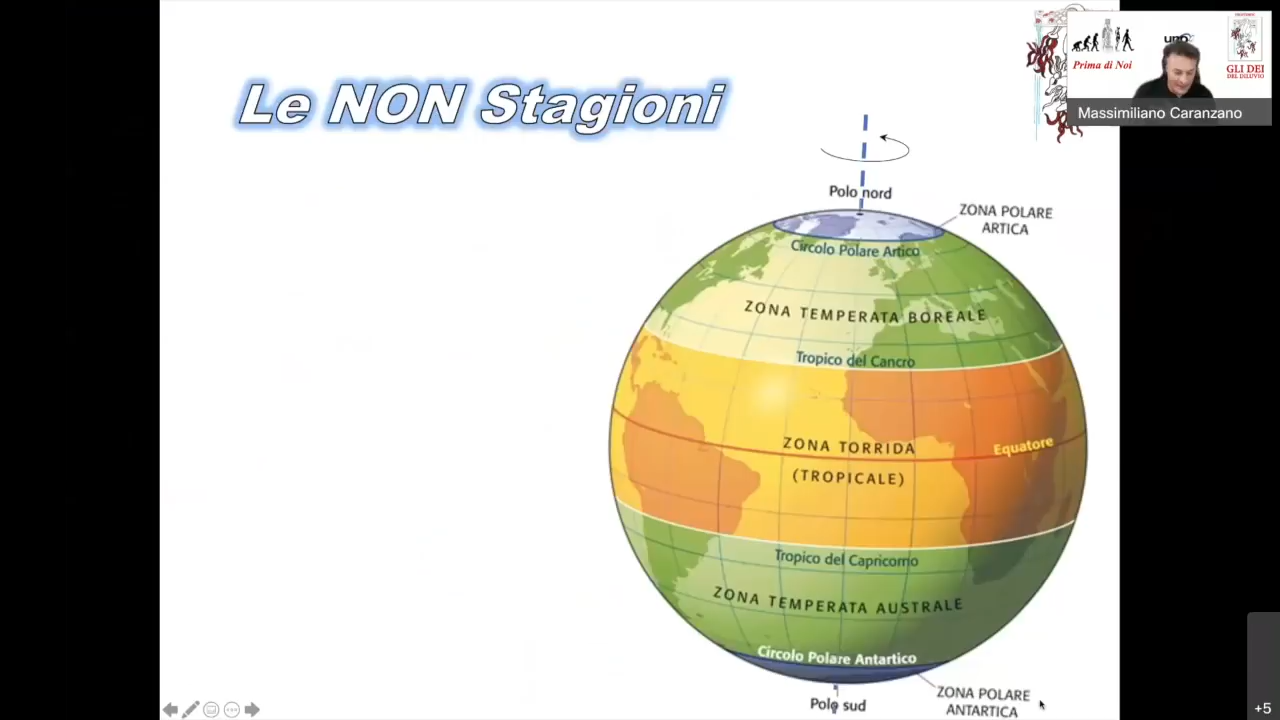 Le NON Stagioni
Prima di Noi
GLI DEI
DEL DILUVIO
Massimiliano Caranzano
Polo nord
ZONA POLARE
ARTICA
Circolo Polare Artico
ZONA TEMPERATA BOREALE
Tropico del Cancro
ZONA TORRIDA
Equatore
(TROPICALE)
Tropico del Capricorno
ZONA TEMPERATA AUSTRALE
Circolo Polare Antartico
ZONA POLARE
ANTARTICA
Polo sud
+5